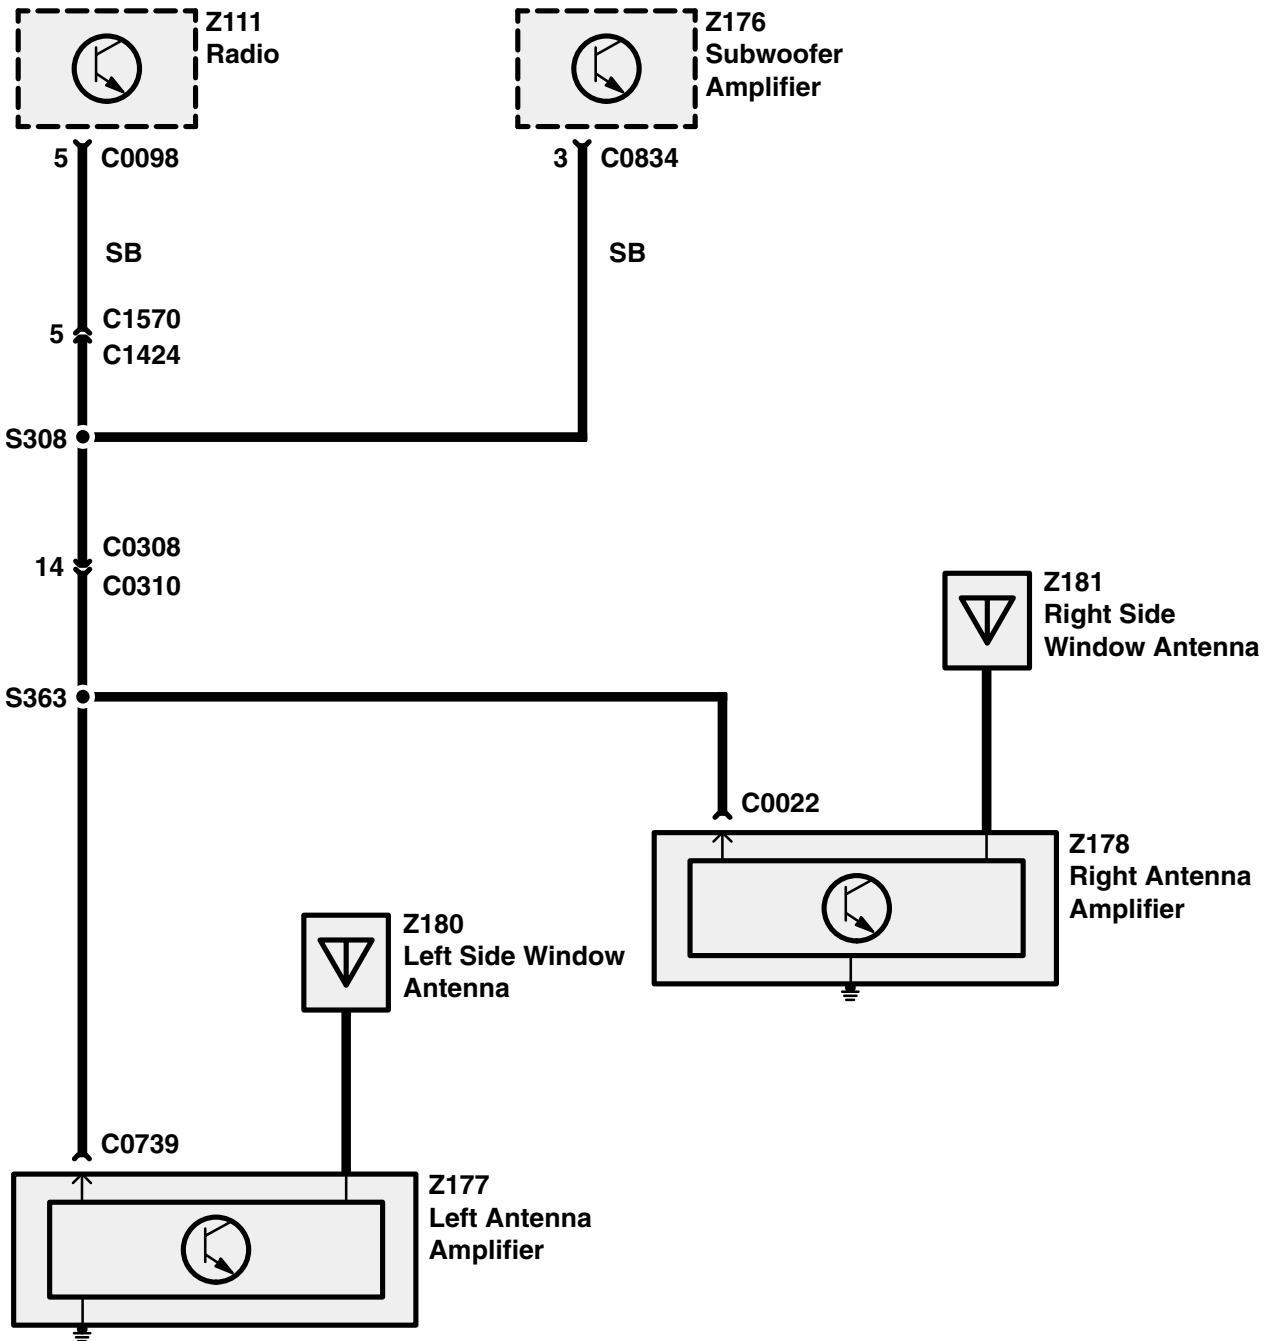 Z111
Radio
Z176
Subwoofer
Amplifier
5 C0098
3 C0834
SB
SB
5 C1570
C1424
S308
14 C0308
C0310
Z181
Right Side
Window Antenna
S363
C0022
Z178
Right Antenna
Amplifier
Z180
Left Side Window
Antenna
C0739
Z177
Left Antenna
Amplifier